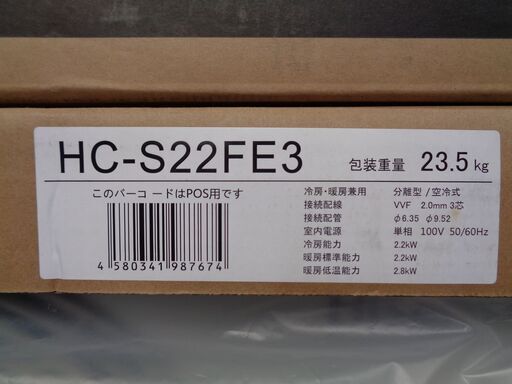 HC-S22FE3 包装重量 23.5 kg
このバーコードはPOS用です
4 580341 987674
冷房・暖房兼用 分離型/空冷式
接続配線 VVF 2.0mm 3芯
接続配管 φ6.35 φ9.52
室内電源 単相 100V 50/60Hz
冷房能力 2.2kW
暖房標準能力 2.2kW
暖房低温能力 2.8kW